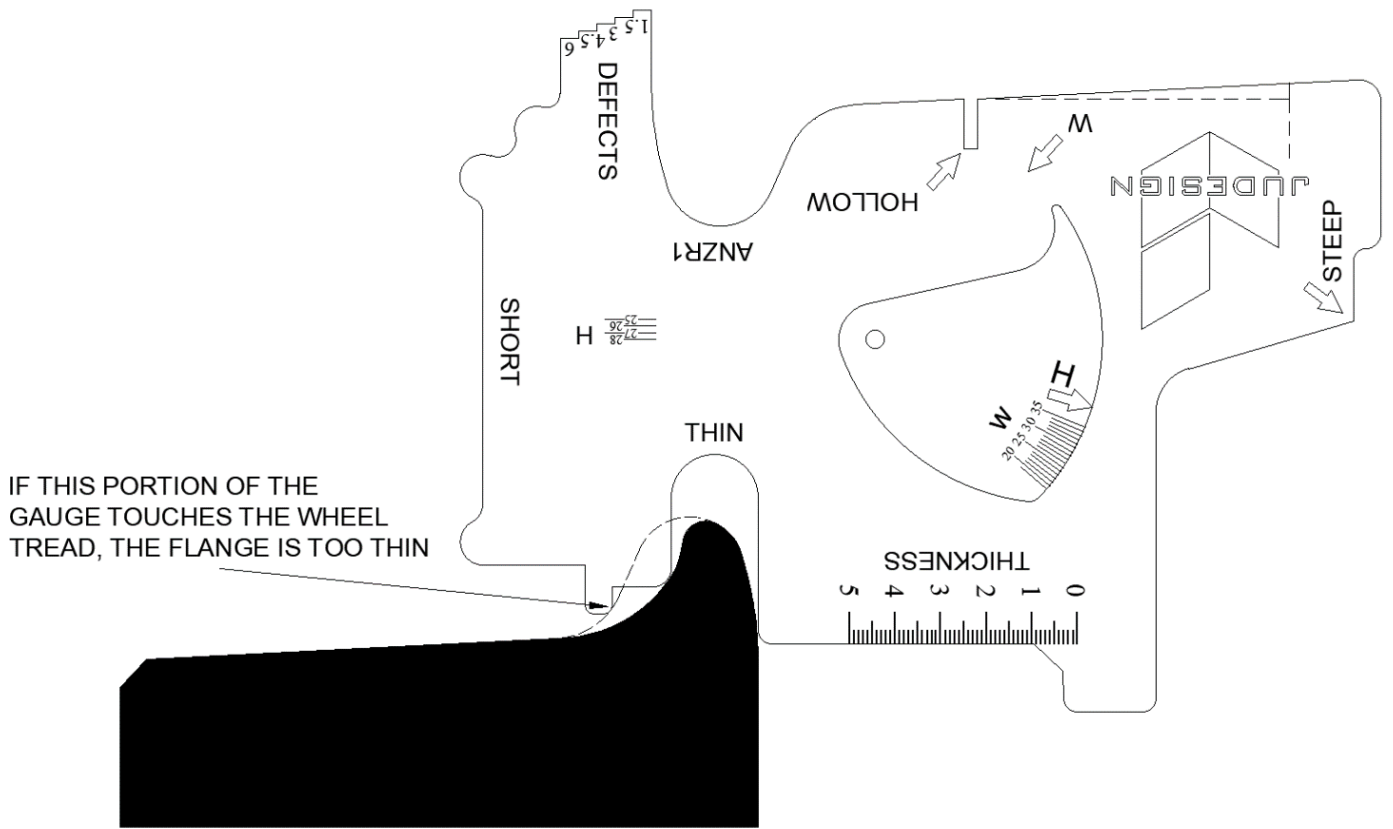 1.5
3
4.5
6
DEFECTS
W
HOLLOW
JUDESIGN
STEEP
ANZR1
SHORT
H
25
26
27
28
H
W
35
30
25
20
THIN
IF THIS PORTION OF THE
GAUGE TOUCHES THE WHEEL
TREAD, THE FLANGE IS TOO THIN
THICKNESS
5 4 3 2 1 0